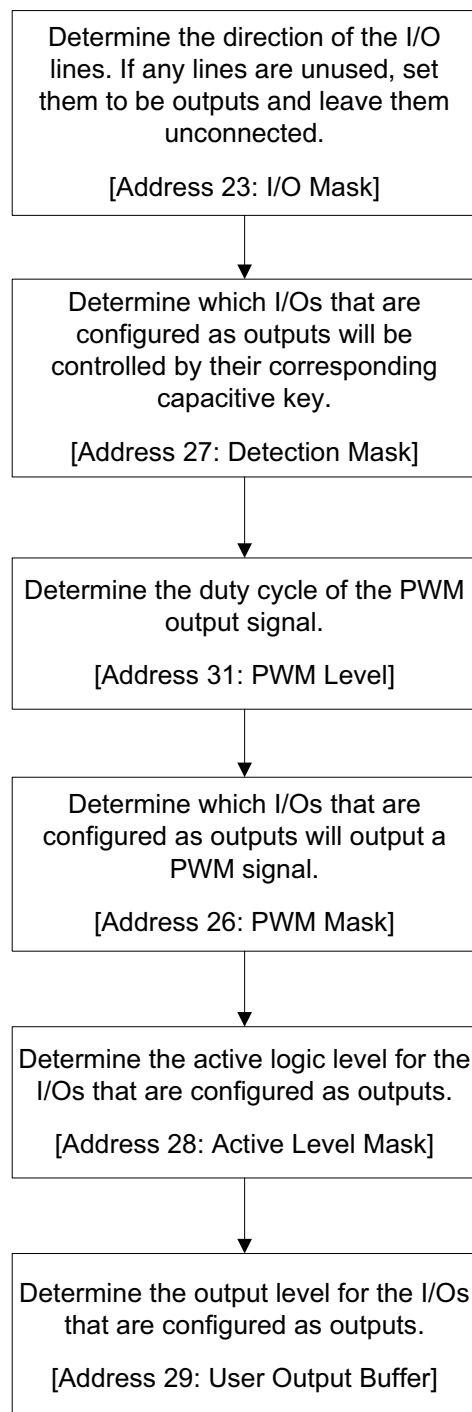 Determine the direction of the I/O
lines. If any lines are unused, set
them to be outputs and leave them
unconnected.
[Address 23: I/O Mask]
Determine which I/Os that are
configured as outputs will be
controlled by their corresponding
capacitive key.
[Address 27: Detection Mask]
Determine the duty cycle of the PWM
output signal.
[Address 31: PWM Level]
Determine which I/Os that are
configured as outputs will output a
PWM signal.
[Address 26: PWM Mask]
Determine the active logic level for the
I/Os that are configured as outputs.
[Address 28: Active Level Mask]
Determine the output level for the I/Os
that are configured as outputs.
[Address 29: User Output Buffer]